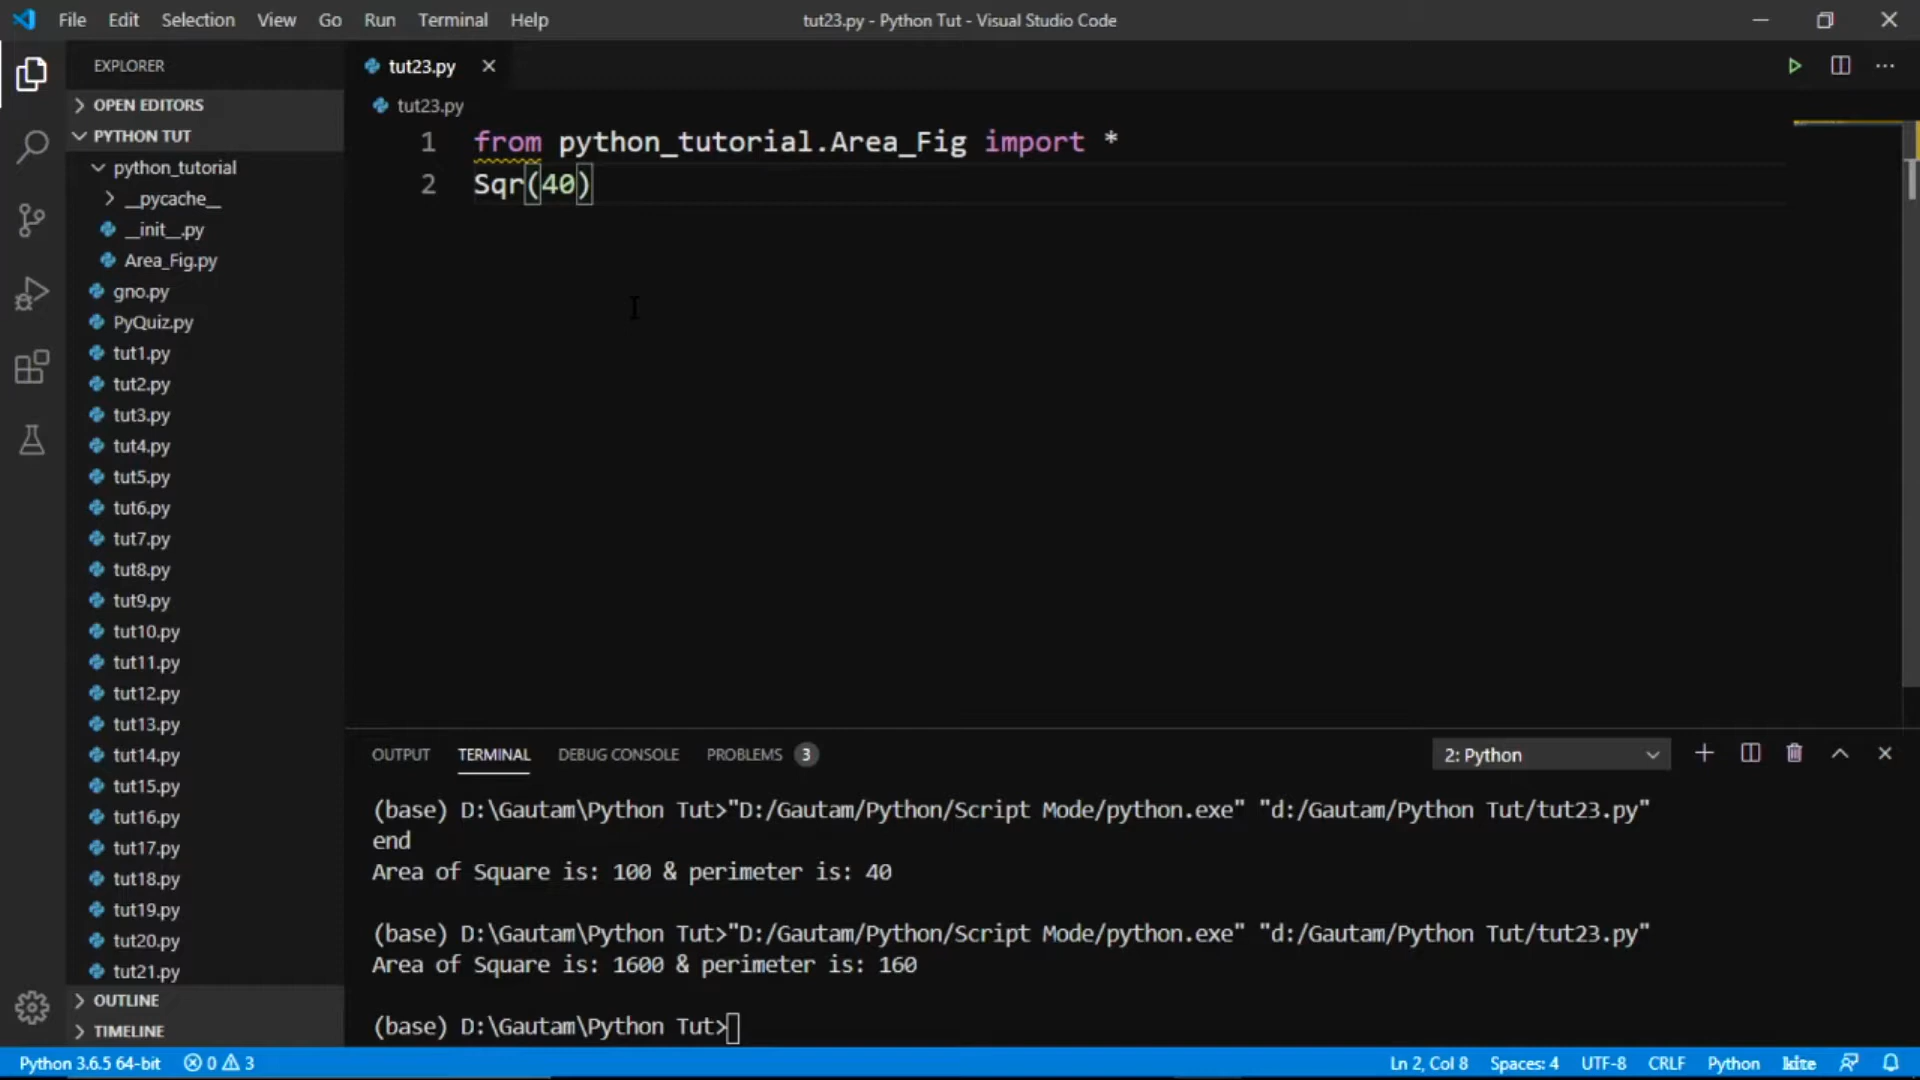 File Edit Selection View Go Run Terminal Help tut23.py - Python Tut - Visual Studio Code
EXPLORER
OPEN EDITORS
PYTHON TUT
python_tutorial
__pycache__
__init__.py
Area_Fig.py
gno.py
PyQuiz.py
tut1.py
tut2.py
tut3.py
tut4.py
tut5.py
tut6.py
tut7.py
tut8.py
tut9.py
tut10.py
tut11.py
tut12.py
tut13.py
tut14.py
tut15.py
tut16.py
tut17.py
tut18.py
tut19.py
tut20.py
tut21.py
OUTLINE
TIMELINE
tut23.py
tut23.py
1 from python_tutorial.Area_Fig import *
2 Sqr(40)
OUTPUT TERMINAL DEBUG CONSOLE PROBLEMS 3 2: Python
(base) D:\Gautam\Python Tut>"D:/Gautam/Python/Script Mode/python.exe" "d:/Gautam/Python Tut/tut23.py"
end
Area of Square is: 100 & perimeter is: 40
(base) D:\Gautam\Python Tut>"D:/Gautam/Python/Script Mode/python.exe" "d:/Gautam/Python Tut/tut23.py"
Area of Square is: 1600 & perimeter is: 160
(base) D:\Gautam\Python Tut>
Python 3.6.5 64-bit 0 3 Ln 2, Col 8 Spaces: 4 UTF-8 CRLF Python kite